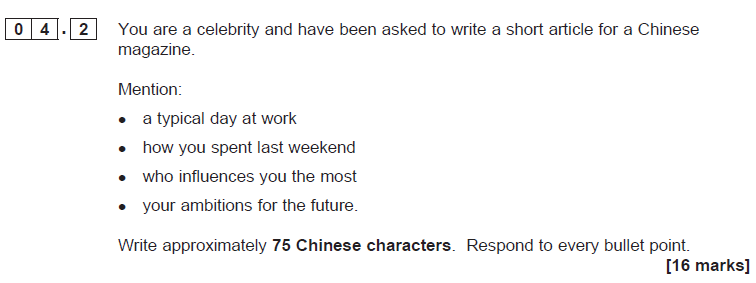 04.2 You are a celebrity and have been asked to write a short article for a Chinese
magazine.
Mention:
• a typical day at work
• how you spent last weekend
• who influences you the most
• your ambitions for the future.
Write approximately 75 Chinese characters. Respond to every bullet point.
[16 marks]